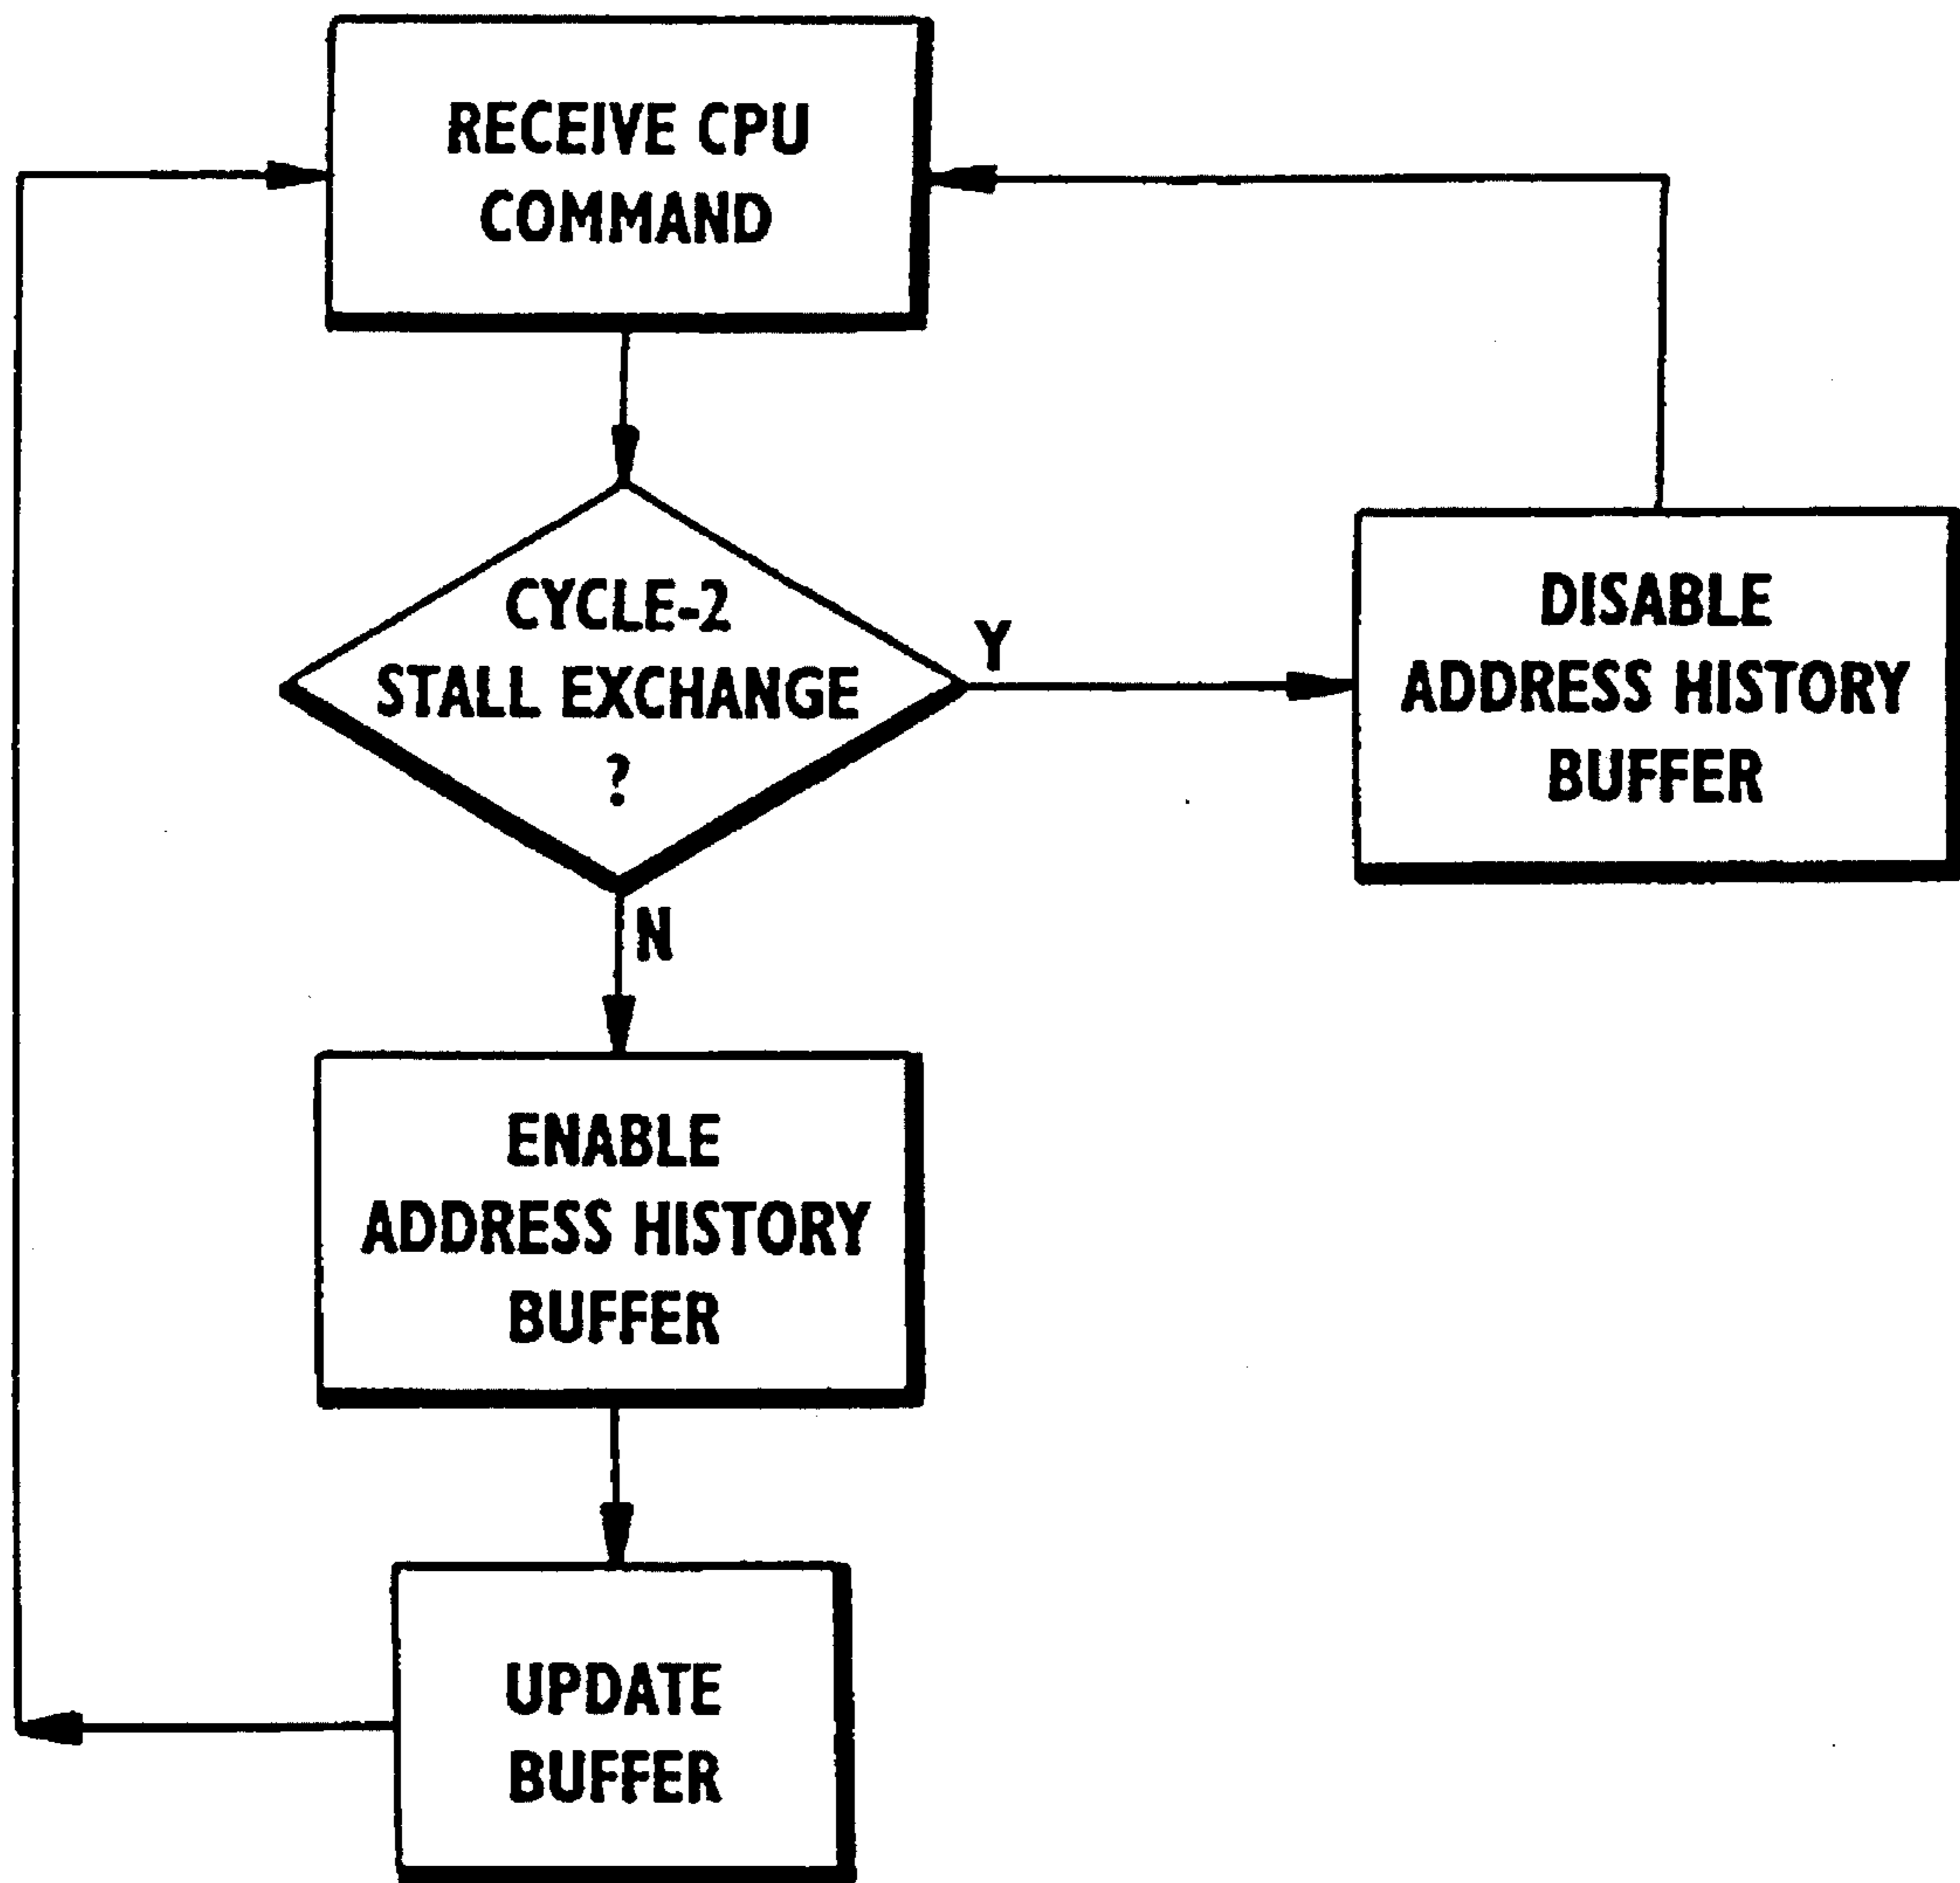 RECEIVE CPU
COMMAND
CYCLE-2
STALL EXCHANGE
?
Y
DISABLE
ADDRESS HISTORY
BUFFER
N
ENABLE
ADDRESS HISTORY
BUFFER
UPDATE
BUFFER